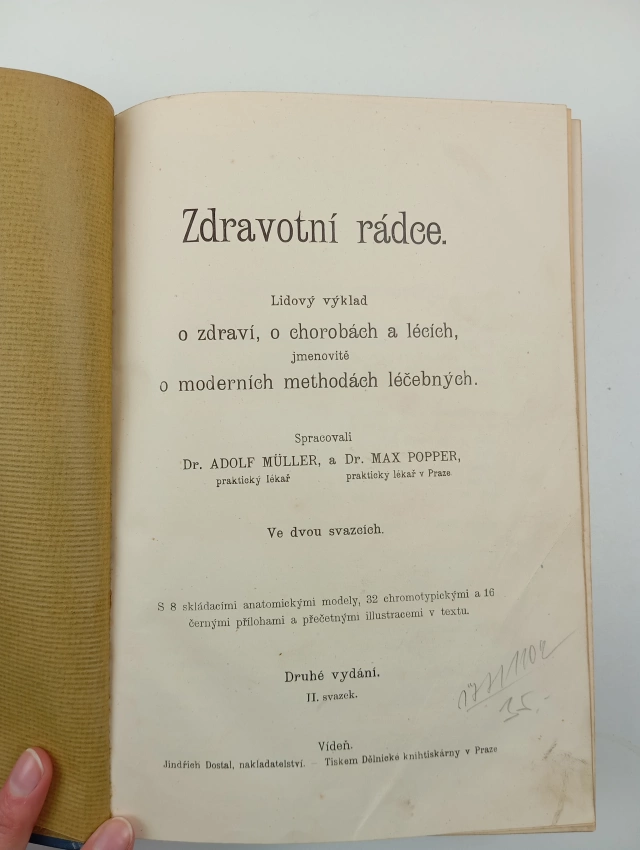 Zdravotní rádce.
Lidový výklad
o zdraví, o chorobách a lécích,
jmenovitě
o moderních methodách léčebných.
Spracovali
Dr. ADOLF MÜLLER, a Dr. MAX POPPER,
praktický lékař praktický lékař v Praze
Ve dvou svazcích.
S 8 skládacími anatomickými modely, 32 chromotypickými a 16
černými přílohami a přečetnými illustracemi v textu.
Druhé vydání.
II. svazek.
Vídeň.
Jindřich Dostal, nakladatelství. — Tiskem Dělnické knihtiskárny v Praze